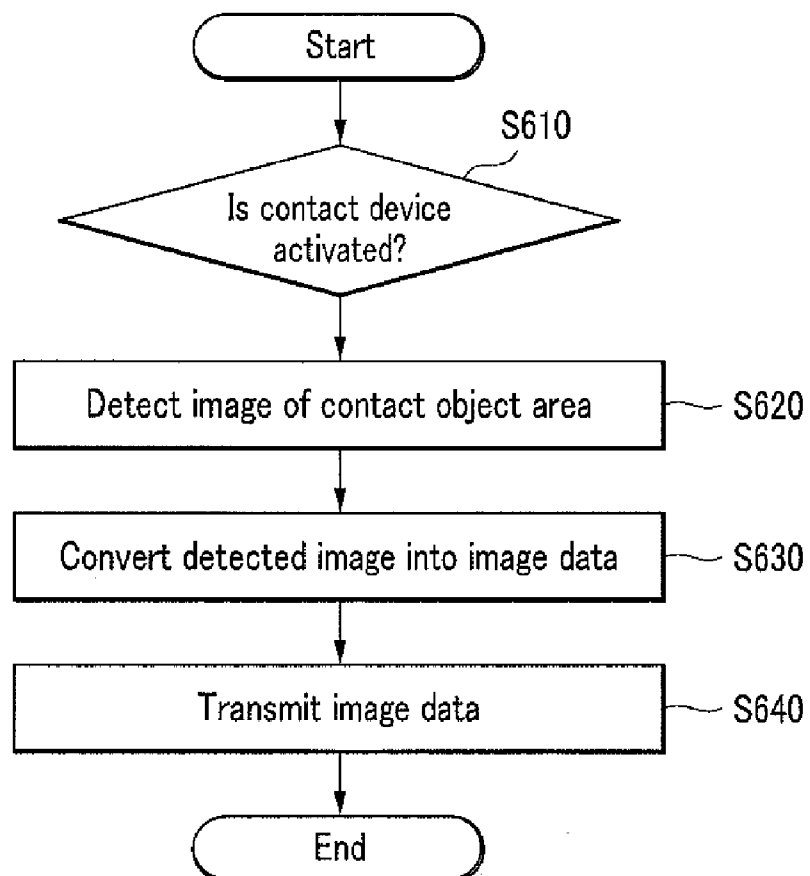 Start
S610
Is contact device
activated?
Detect image of contact object area
S620
Convert detected image into image data
S630
Transmit image data
S640
End